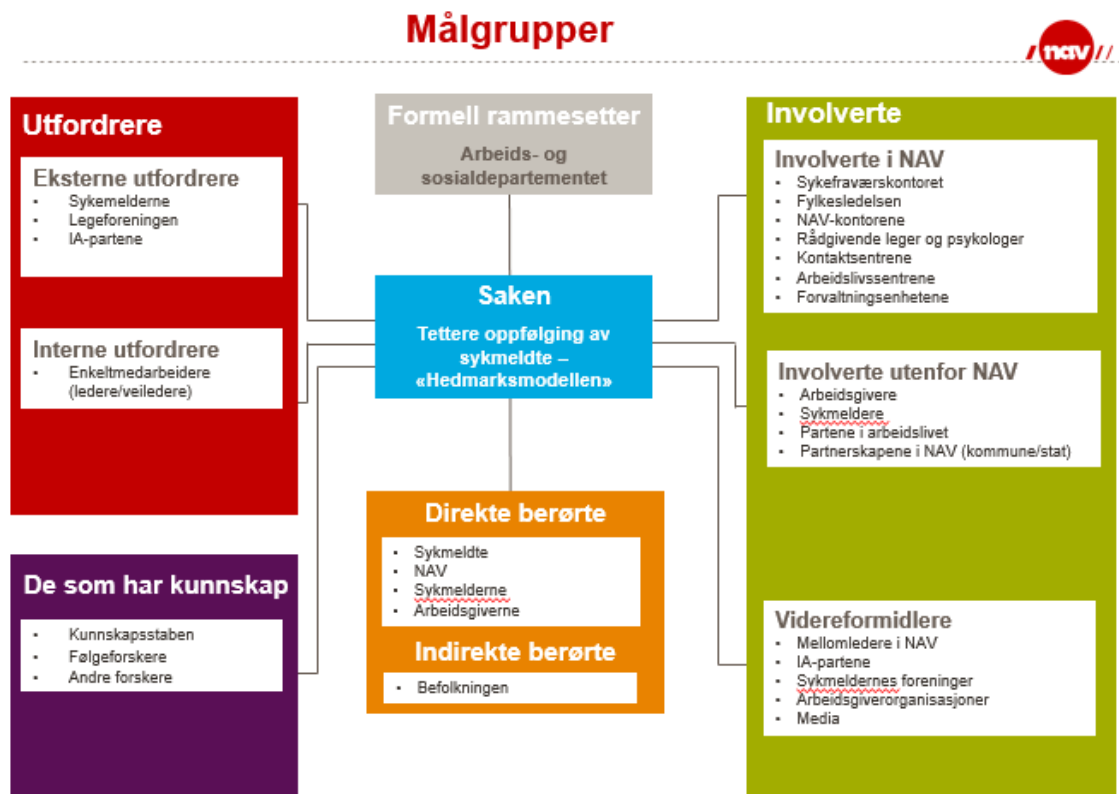 Målgrupper
/nav//
Utfordrere
Eksterne utfordrere
▪ Sykemelderne
▪ Legeforeningen
▪ IA-partene
Interne utfordrere
▪ Enkeltmedarbeidere
(ledere/veiledere)
De som har kunnskap
▪ Kunnskapsstaben
▪ Følgeforskere
▪ Andre forskere
Formell rammesetter
Arbeids- og
sosialdepartementet
Saken
Tettere oppfølging av
sykmeldte –
«Hedmarksmodellen»
Direkte berørte
▪ Sykmeldte
▪ NAV
▪ Sykmelderne
▪ Arbeidsgiverne
Indirekte berørte
▪ Befolkningen
Involverte
Involverte i NAV
▪ Sykefraværskontoret
▪ Fylkesledelsen
▪ NAV-kontorene
▪ Rådgivende leger og psykologer
▪ Kontaktsentrene
▪ Arbeidslivssentrene
▪ Forvaltningsenhetene
Involverte utenfor NAV
▪ Arbeidsgivere
▪ Sykmeldere
▪ Partene i arbeidslivet
▪ Partnerskapene i NAV (kommune/stat)
Videreformidlere
▪ Mellomledere i NAV
▪ IA-partene
▪ Sykmeldernes foreninger
▪ Arbeidsgiverorganisasjoner
▪ Media